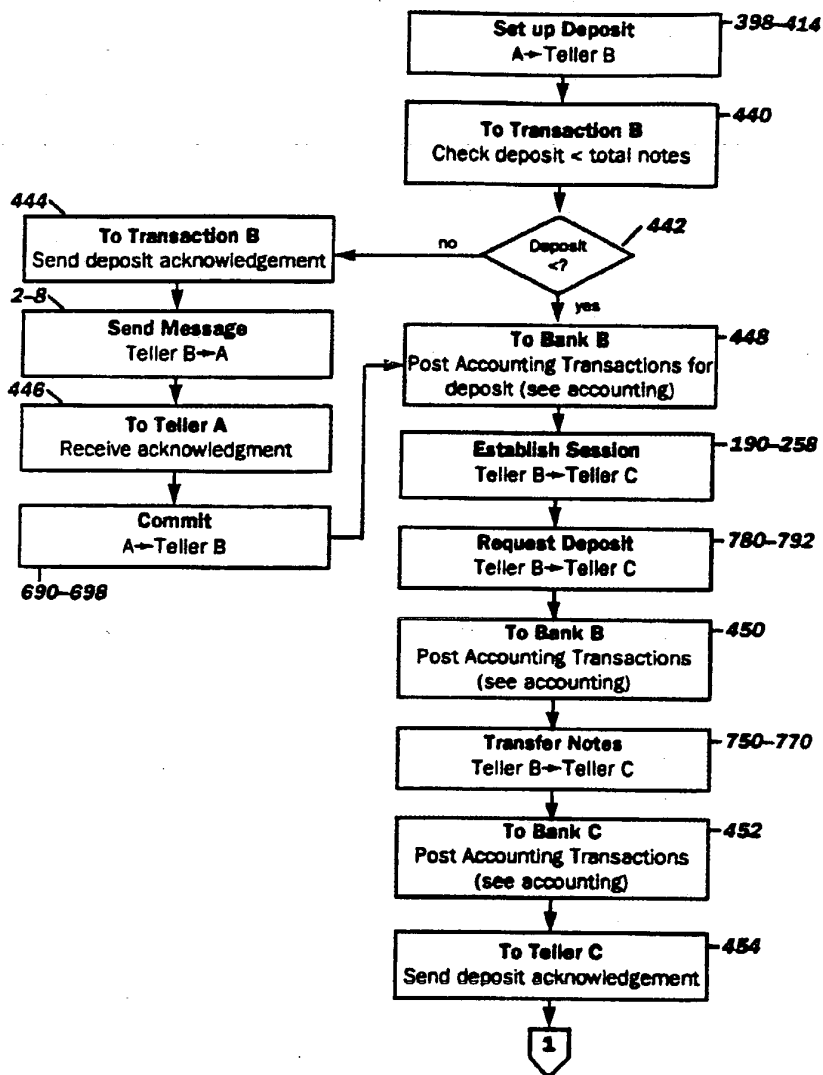 Set up Deposit
A→Teller B
398–414
To Transaction B
Check deposit < total notes
440
Deposit
<?
442
no
yes
444
To Transaction B
Send deposit acknowledgement
2–8
Send Message
Teller B→A
446
To Teller A
Receive acknowledgment
Commit
A→Teller B
690–698
To Bank B
Post Accounting Transactions for
deposit (see accounting)
448
Establish Session
Teller B→Teller C
190–258
Request Deposit
Teller B→Teller C
780–792
To Bank B
Post Accounting Transactions
(see accounting)
450
Transfer Notes
Teller B→Teller C
750–770
To Bank C
Post Accounting Transactions
(see accounting)
452
To Teller C
Send deposit acknowledgement
454
1